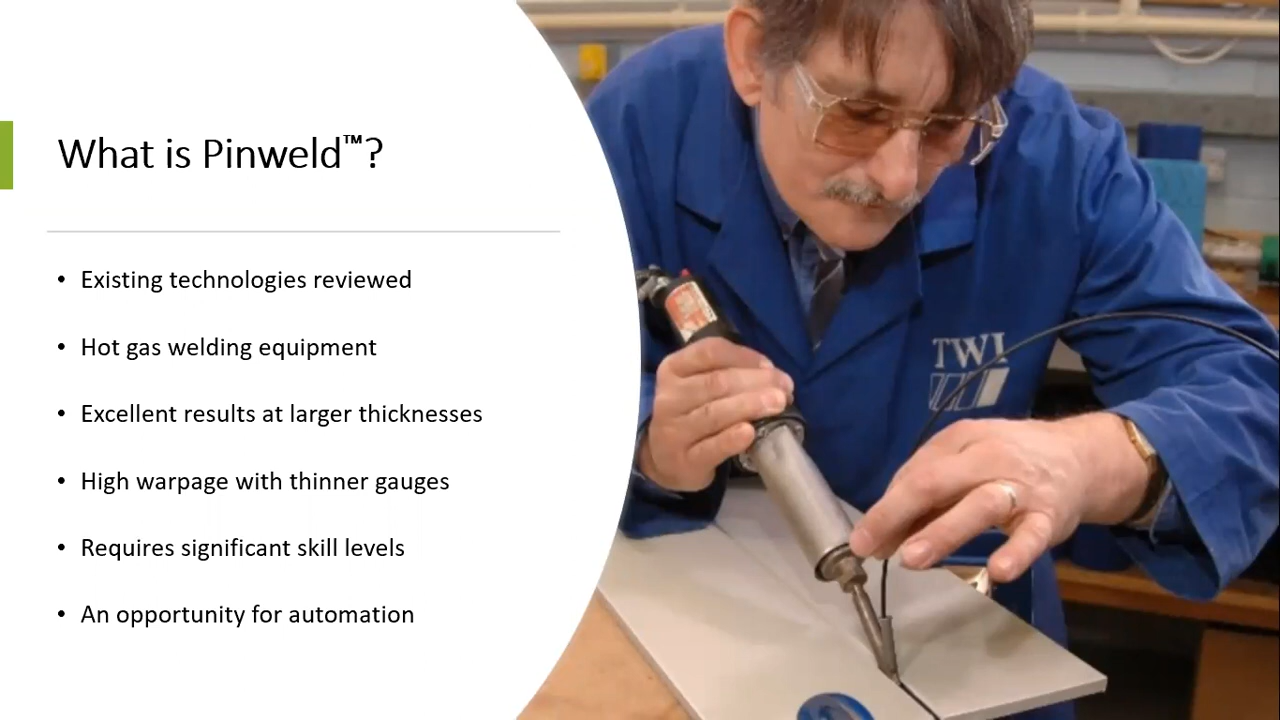 What is Pinweld™?
• Existing technologies reviewed
• Hot gas welding equipment
• Excellent results at larger thicknesses
• High warpage with thinner gauges
• Requires significant skill levels
• An opportunity for automation
TWI